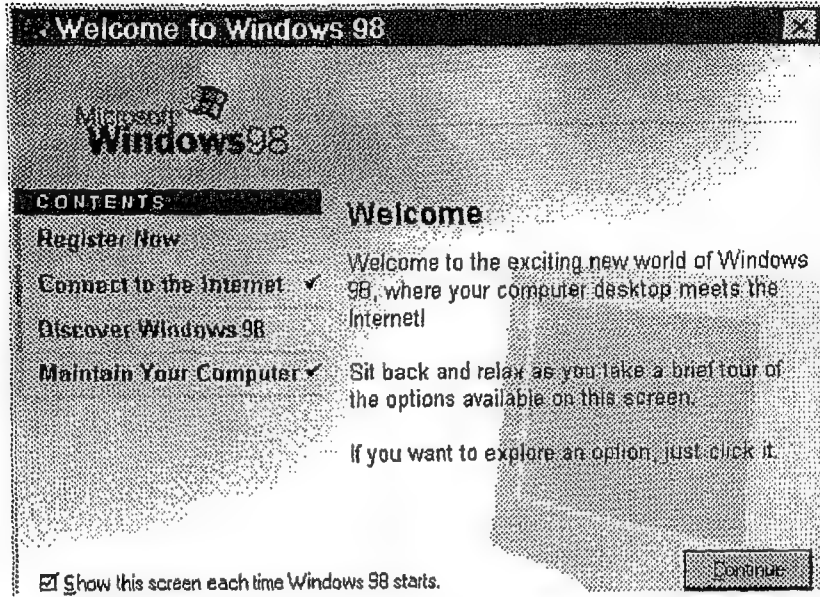 Welcome to Windows 98
Microsoft
Windows98
CONTENTS
Register Now
Connect to the Internet ✔
Discover Windows 98
Maintain Your Computer ✔
Welcome
Welcome to the exciting new world of Windows
98, where your computer desktop meets the
Internet!
Sit back and relax as you take a brief tour of
the options available on this screen.
If you want to explore an option, just click it.
Show this screen each time Windows 98 starts.
Continue